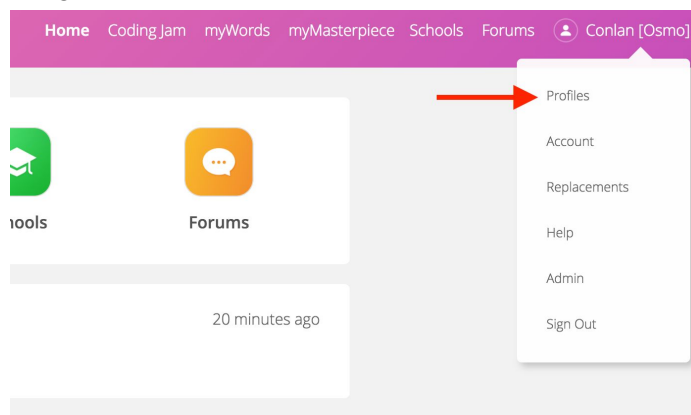 Home Coding Jam myWords myMasterpiece Schools Forums Conlan [Osmo]
Profiles
Account
Replacements
Help
Admin
Sign Out
Forums
20 minutes ago